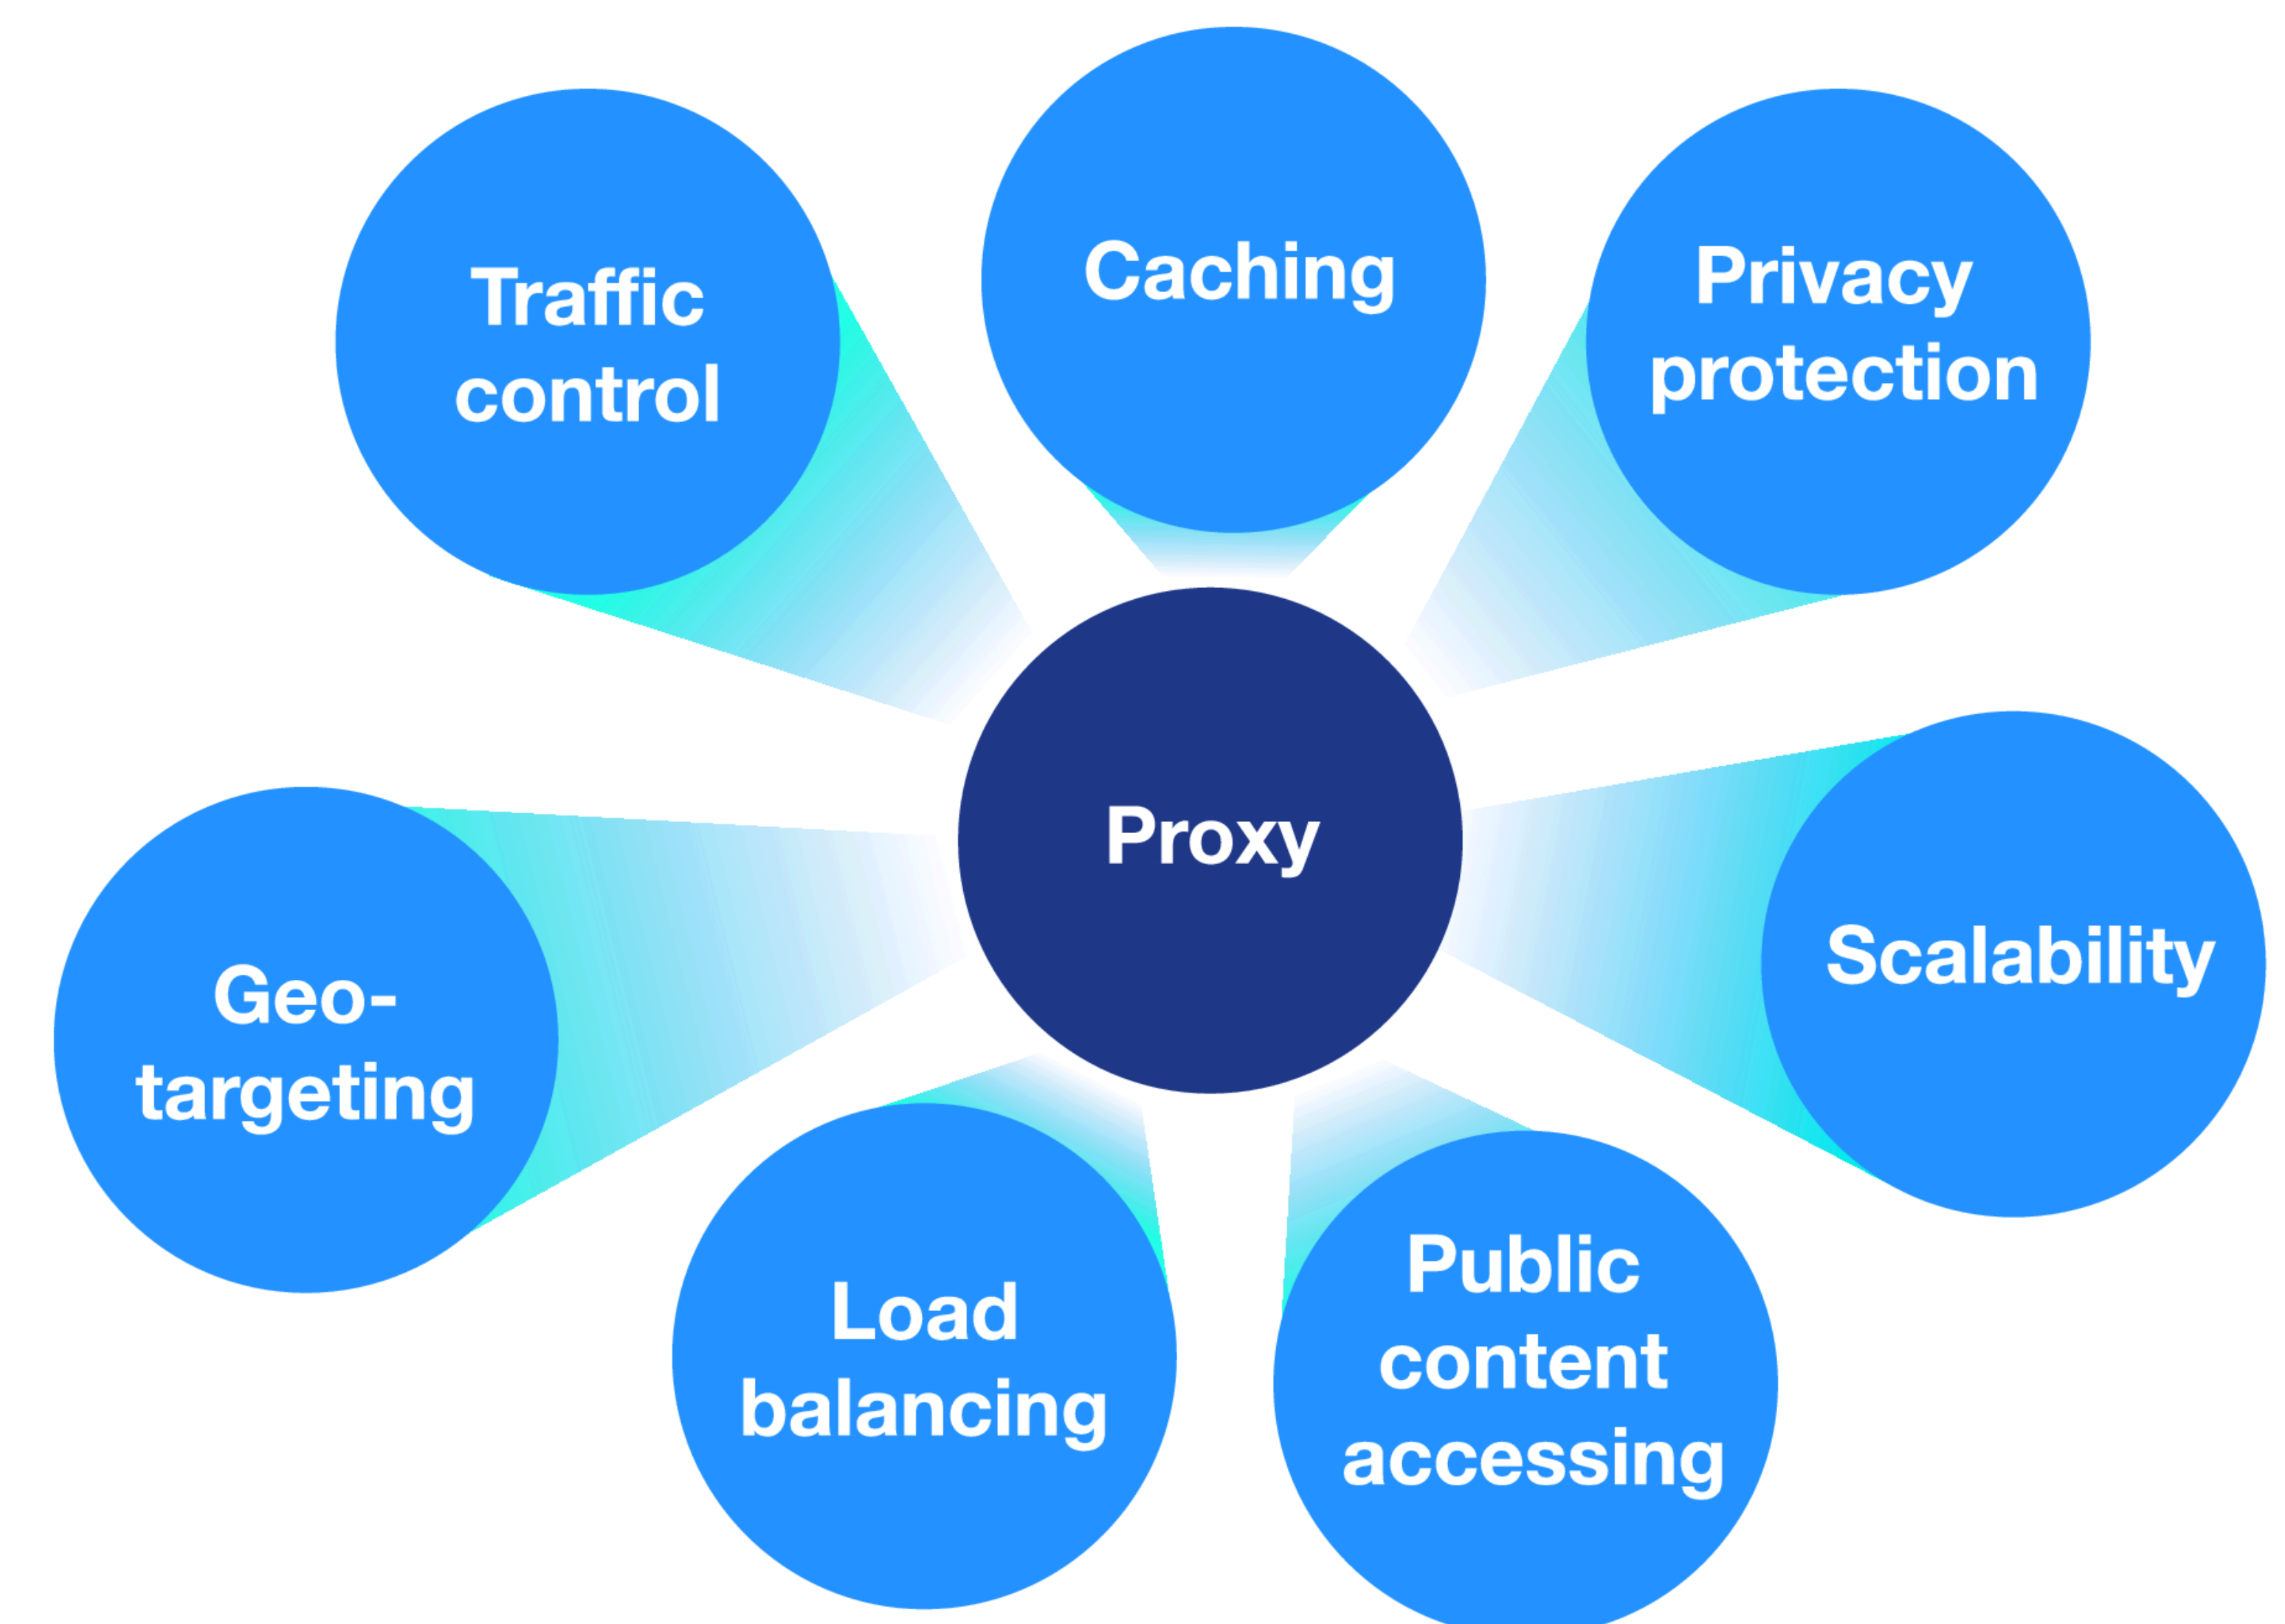 Traffic
control
Caching
Privacy
protection
Proxy
Scalability
Geo-
targeting
Load
balancing
Public
content
accessing